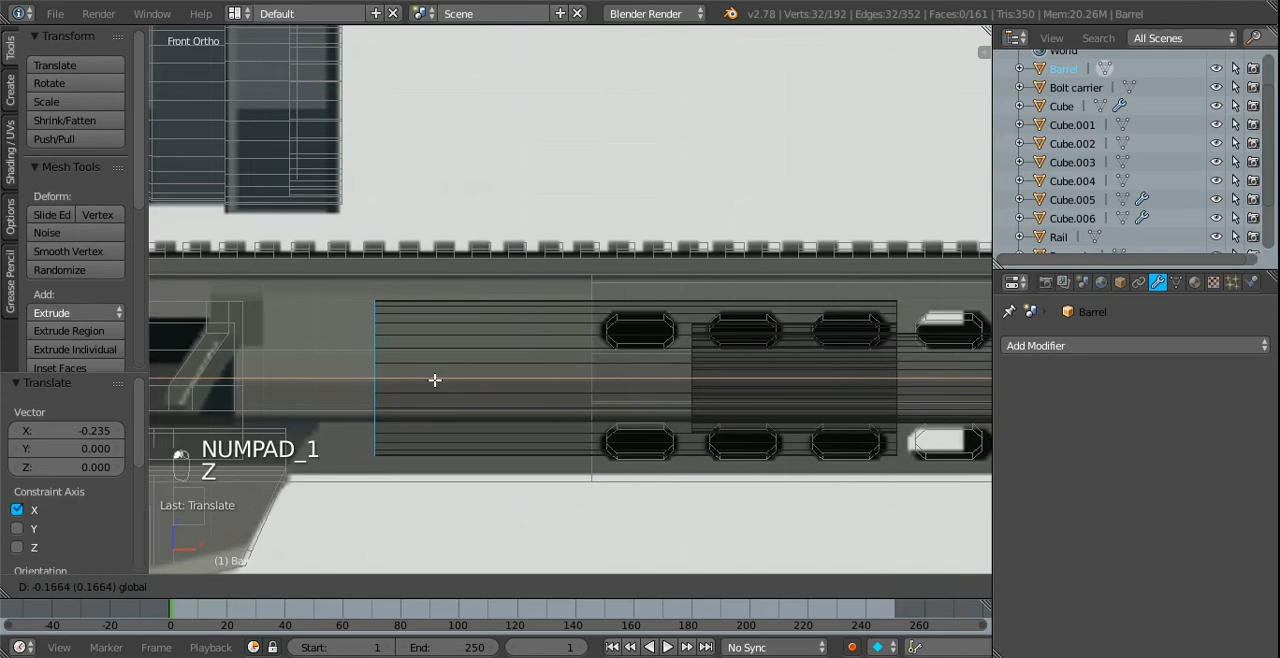 File Render Window Help Default Scene Blender Render v2.78 | Verts:32/192 | Edges:32/352 | Faces:0/161 | Tris:350 | Mem:20.26M | Barrel
Transform
Translate
Rotate
Scale
Shrink/Fatten
Push/Pull
Mesh Tools
Deform:
Slide Ed Vertex
Noise
Smooth Vertex
Randomize
Add:
Extrude
Extrude Region
Extrude Individual
Inset Faces
Tools
Create
Shading / UVs
Options
Grease Pencil
Translate
Vector
X: -0.235
Y: 0.000
Z: 0.000
Constraint Axis
X
Y
Z
Orientation
Front Ortho
NUMPAD_1
Z
Last: Translate
D: -0.1664 (0.1664) global
View Search All Scenes
World
Barrel
Bolt carrier
Cube
Cube.001
Cube.002
Cube.003
Cube.004
Cube.005
Cube.006
Rail
Barrel
Add Modifier
-40 -20 0 20 40 60 80 100 120 140 160 180 200 220 240 260
View Marker Frame Playback Start: 1 End: 250 1 No Sync